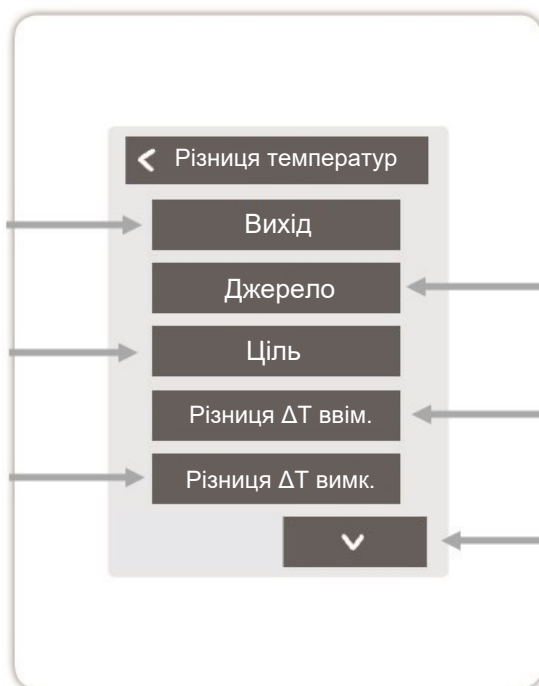 Різниця температур
Вихід
Джерело
Ціль
Різниця ΔT ввім.
Різниця ΔT вимк.